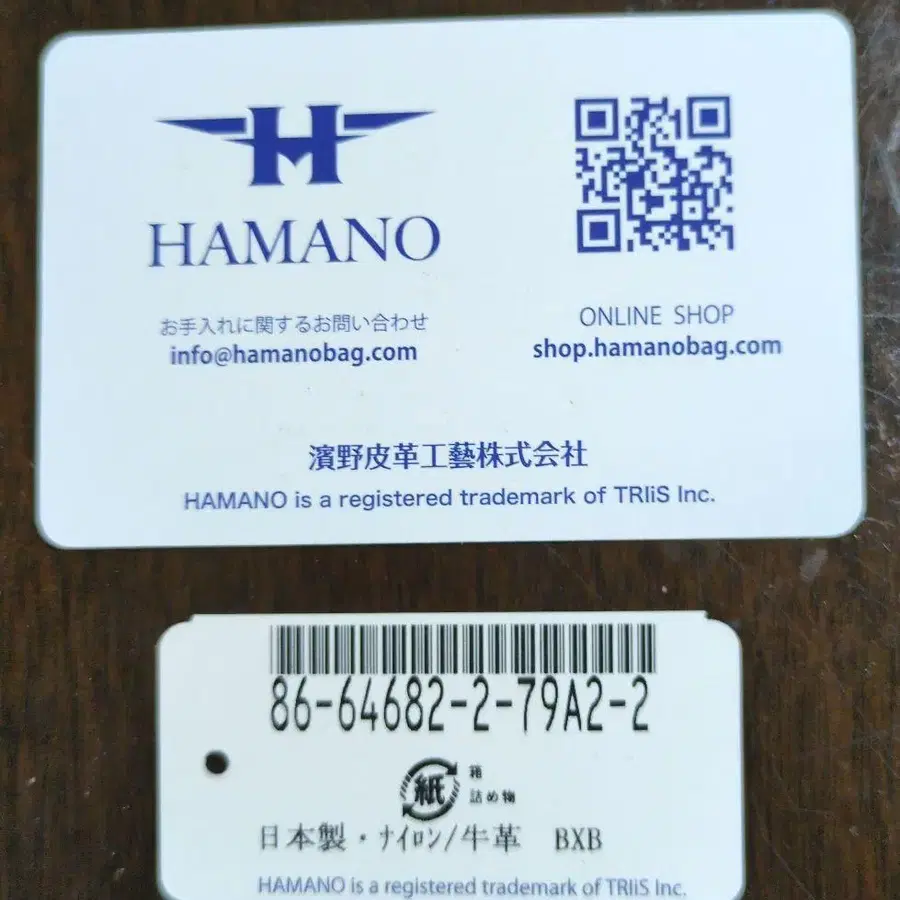 H
HAMANO
お手入れに関するお問い合わせ
info@hamanobag.com
ONLINE SHOP
shop.hamanobag.com
濱野皮革工藝株式会社
HAMANO is a registered trademark of TRIiS Inc.
86-64682-2-79A2-2
紙
箱
詰め物
日本製・ナイロン/牛革 BXB
HAMANO is a registered trademark of TRIiS Inc.